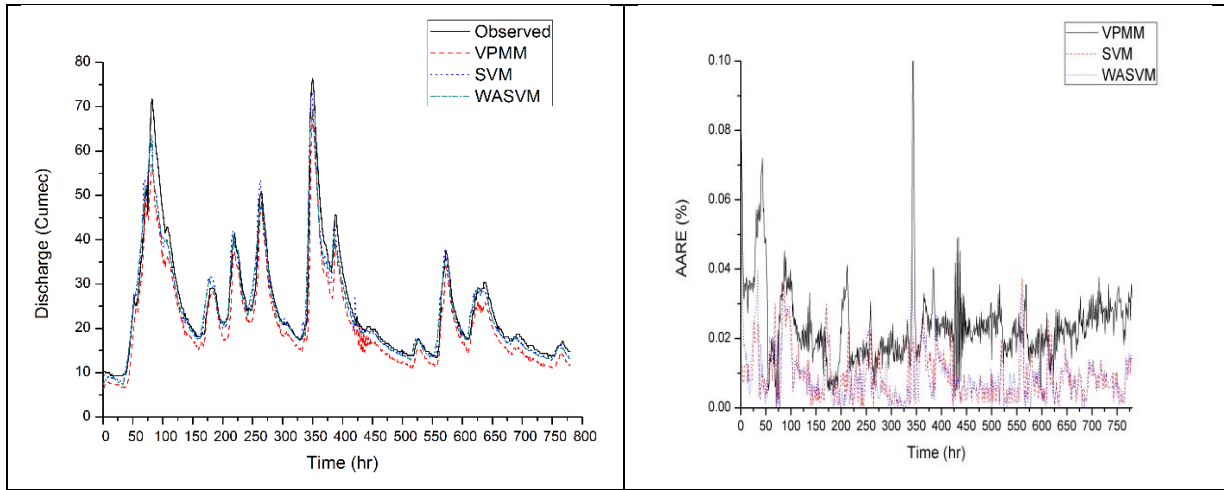 Observed
VPMM
SVM
WASVM
80
70
60
50
40
30
20
10
0
Discharge (Cumec)
0 50 100 150 200 250 300 350 400 450 500 550 600 650 700 800
Time (hr)
VPMM
SVM
WASVM
0.10
0.08
0.06
0.04
0.02
0.00
AARE (%)
0 50 100 150 200 250 300 350 400 450 500 550 600 650 700 750
Time (hr)